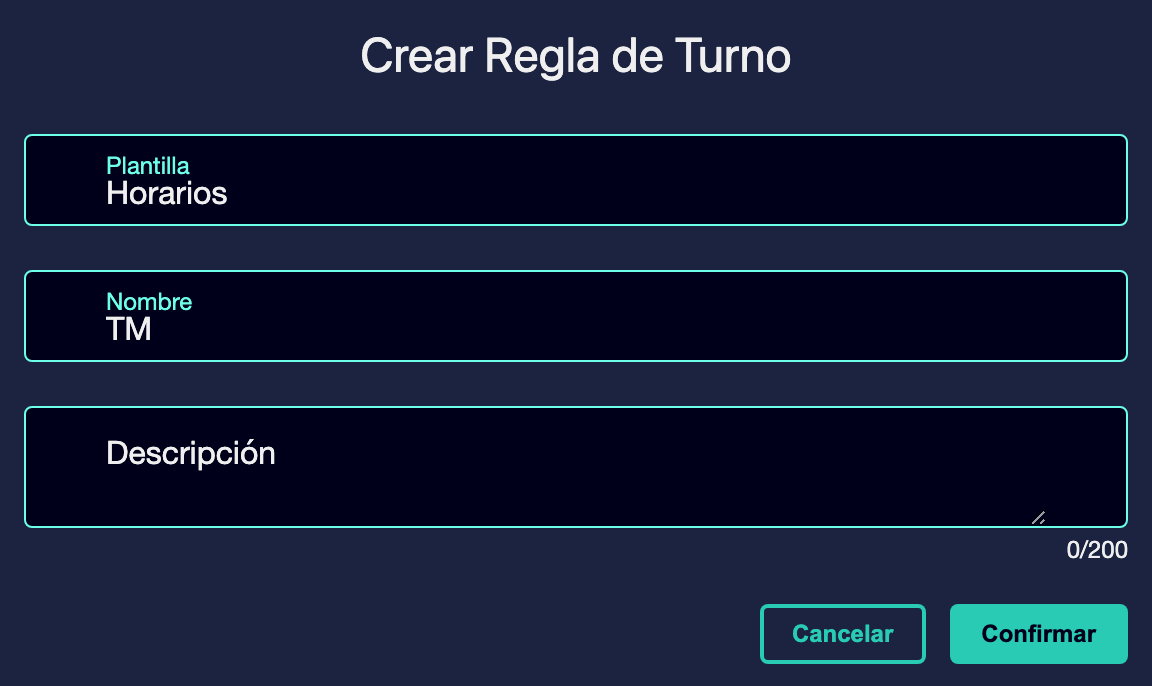 Crear Regla de Turno
Plantilla
Horarios
Nombre
TM
Descripción
0/200
Cancelar
Confirmar